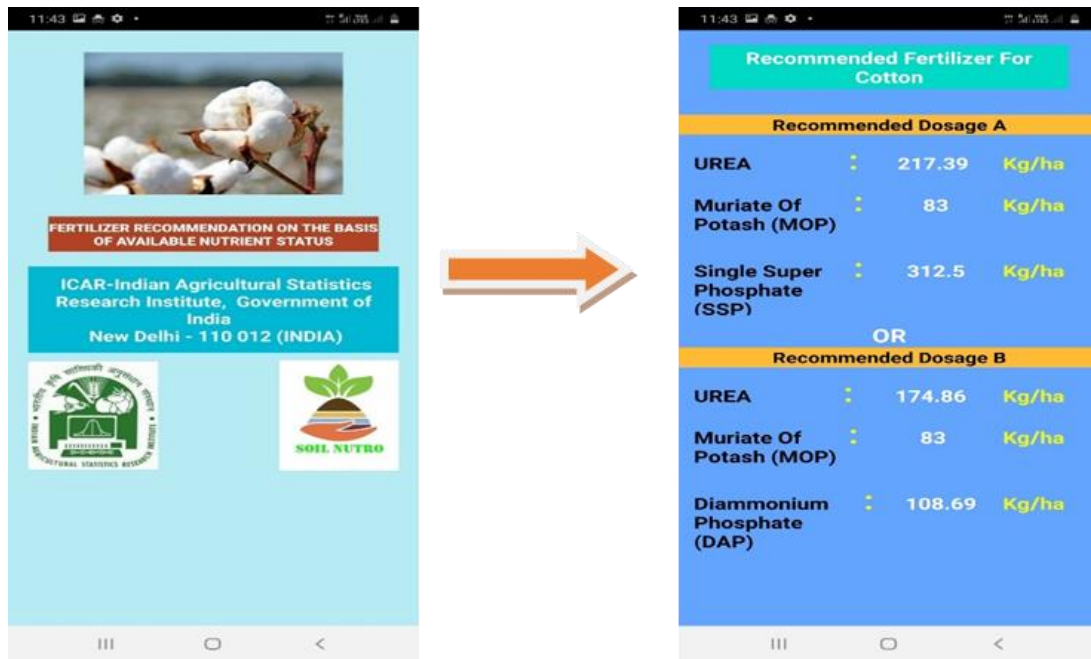 11:43
FERTILIZER RECOMMENDATION ON THE BASIS
OF AVAILABLE NUTRIENT STATUS
ICAR-Indian Agricultural Statistics
Research Institute, Government of
India
New Delhi - 110 012 (INDIA)
SOIL NUTRO
11:43
Recommended Fertilizer For
Cotton
Recommended Dosage A
UREA : 217.39 Kg/ha
Muriate Of : 83 Kg/ha
Potash (MOP)
Single Super : 312.5 Kg/ha
Phosphate
(SSP)
OR
Recommended Dosage B
UREA : 174.86 Kg/ha
Muriate Of : 83 Kg/ha
Potash (MOP)
Diammonium : 108.69 Kg/ha
Phosphate
(DAP)